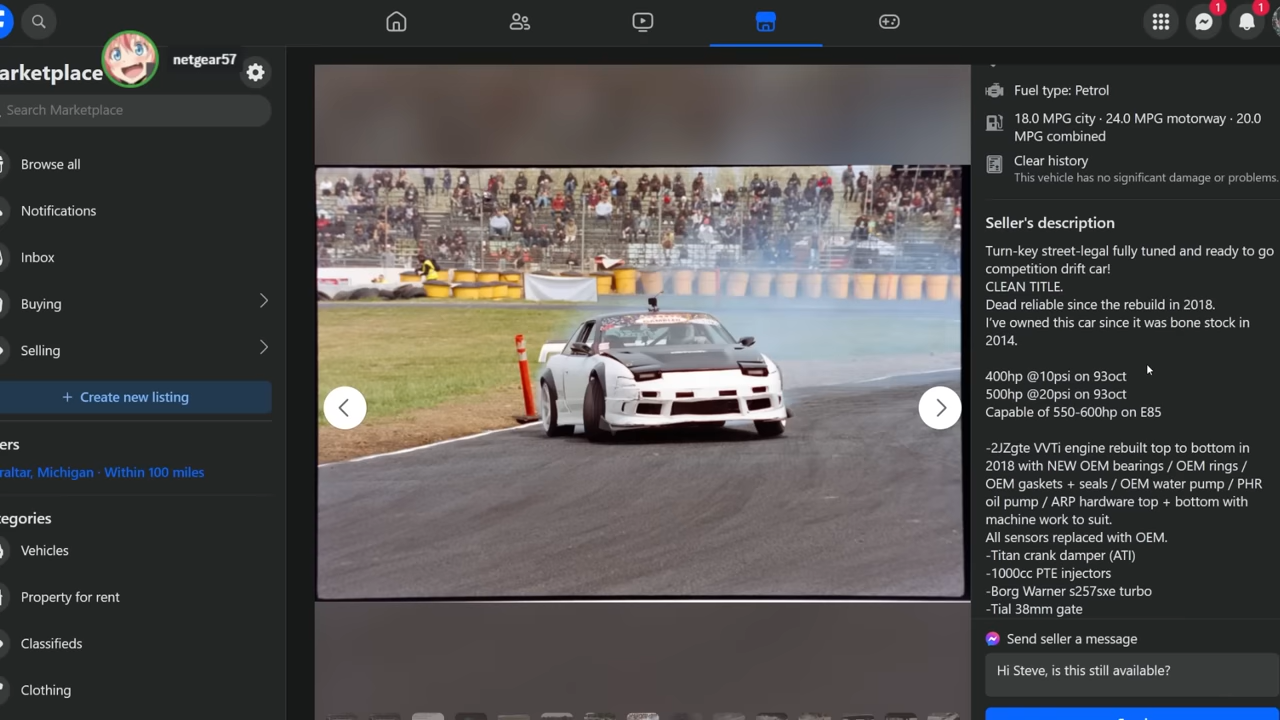 arketplace
netgear57
1
1
Search Marketplace
Browse all
Notifications
Inbox
Buying
Selling
+ Create new listing
ers
raltar, Michigan · Within 100 miles
tegories
Vehicles
Property for rent
Classifieds
Clothing
Fuel type: Petrol
18.0 MPG city · 24.0 MPG motorway · 20.0
MPG combined
Clear history
This vehicle has no significant damage or problems.
Seller's description
Turn-key street-legal fully tuned and ready to go
competition drift car!
CLEAN TITLE.
Dead reliable since the rebuild in 2018.
I've owned this car since it was bone stock in
2014.
400hp @10psi on 93oct
500hp @20psi on 93oct
Capable of 550-600hp on E85
-2JZgte VVTi engine rebuilt top to bottom in
2018 with NEW OEM bearings / OEM rings /
OEM gaskets + seals / OEM water pump / PHR
oil pump / ARP hardware top + bottom with
machine work to suit.
All sensors replaced with OEM.
-Titan crank damper (ATI)
-1000cc PTE injectors
-Borg Warner s257sxe turbo
-Tial 38mm gate
Send seller a message
Hi Steve, is this still available?